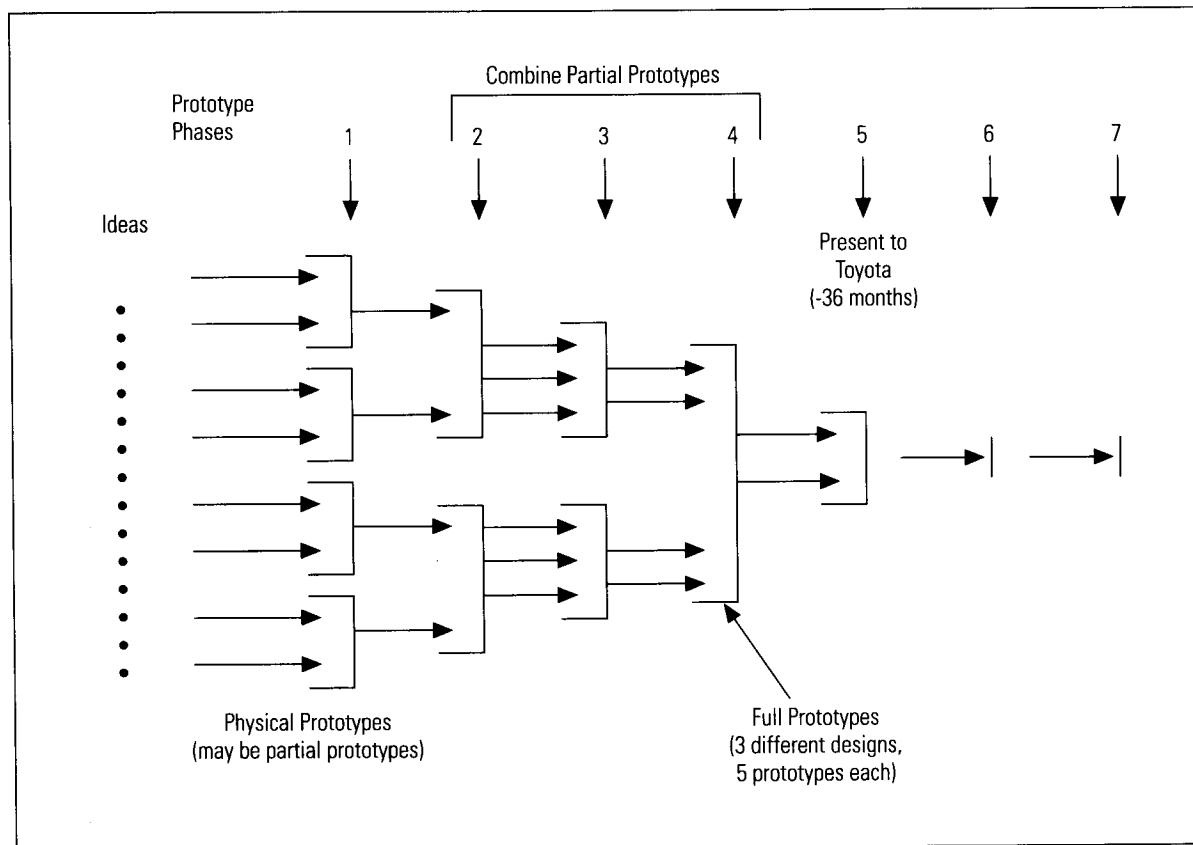 Combine Partial Prototypes
Prototype
Phases
1
2
3
4
5
6
7
Ideas
Present to
Toyota
(-36 months)
Physical Prototypes
(may be partial prototypes)
Full Prototypes
(3 different designs,
5 prototypes each)